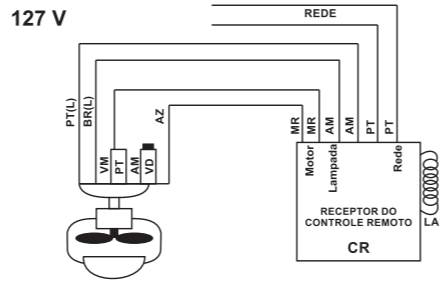 127 V
REDE
PT(L)
BR(L)
VM
PT
AM
VD
AZ
MR
MR
AM
AM
PT
PT
Motor
Lampada
Rede
RECEPTOR DO
CONTROLE REMOTO
CR
LA